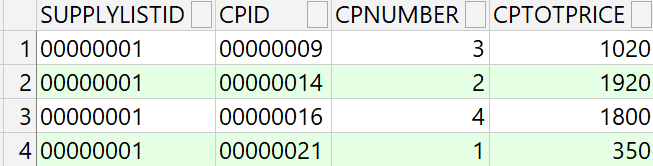 SUPPLYLISTID CPID CPNUMBER CPTOTPRICE
1 00000001 00000009 3 1020
2 00000001 00000014 2 1920
3 00000001 00000016 4 1800
4 00000001 00000021 1 350